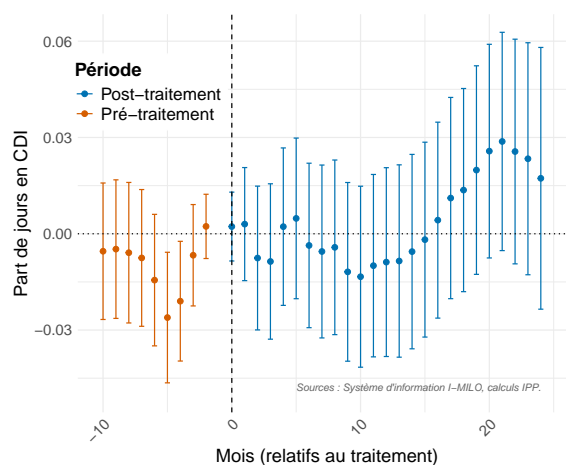 0.06
0.03
0.00
−0.03
Part de jours en CDI
Période
Post−traitement
Pré−traitement
Sources : Système d'information I−MILO, calculs IPP.
−10
0
10
20
Mois (relatifs au traitement)